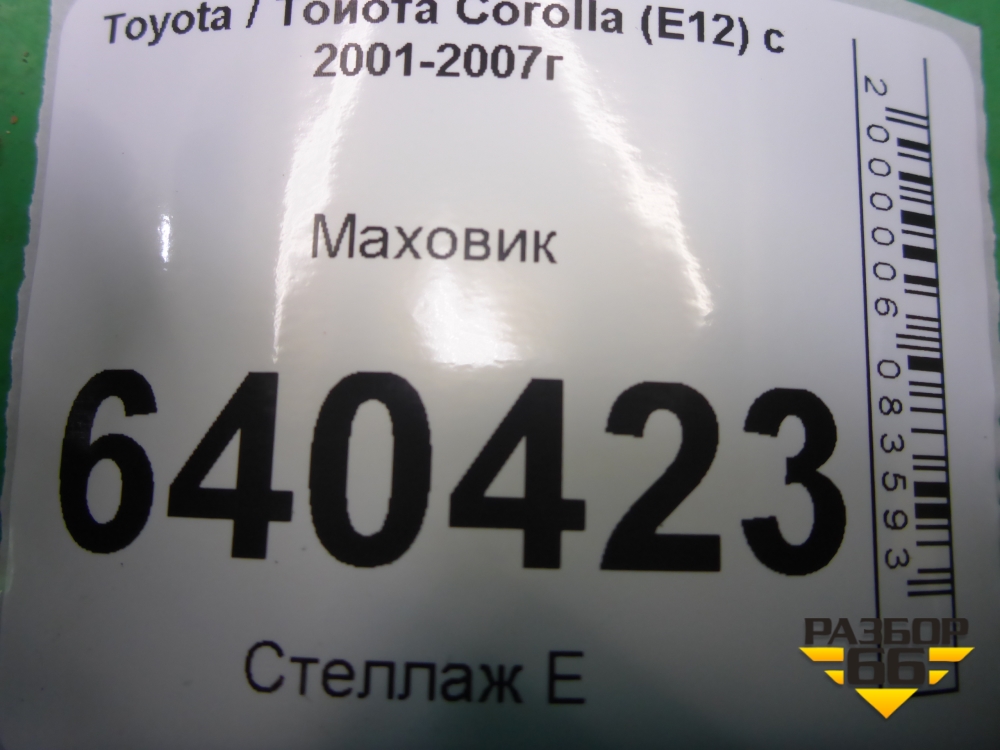 Toyota / Тойота Corolla (E12) с
2001-2007г
Маховик
640423
Стеллаж Е
2000006083593
РАЗБОР
66